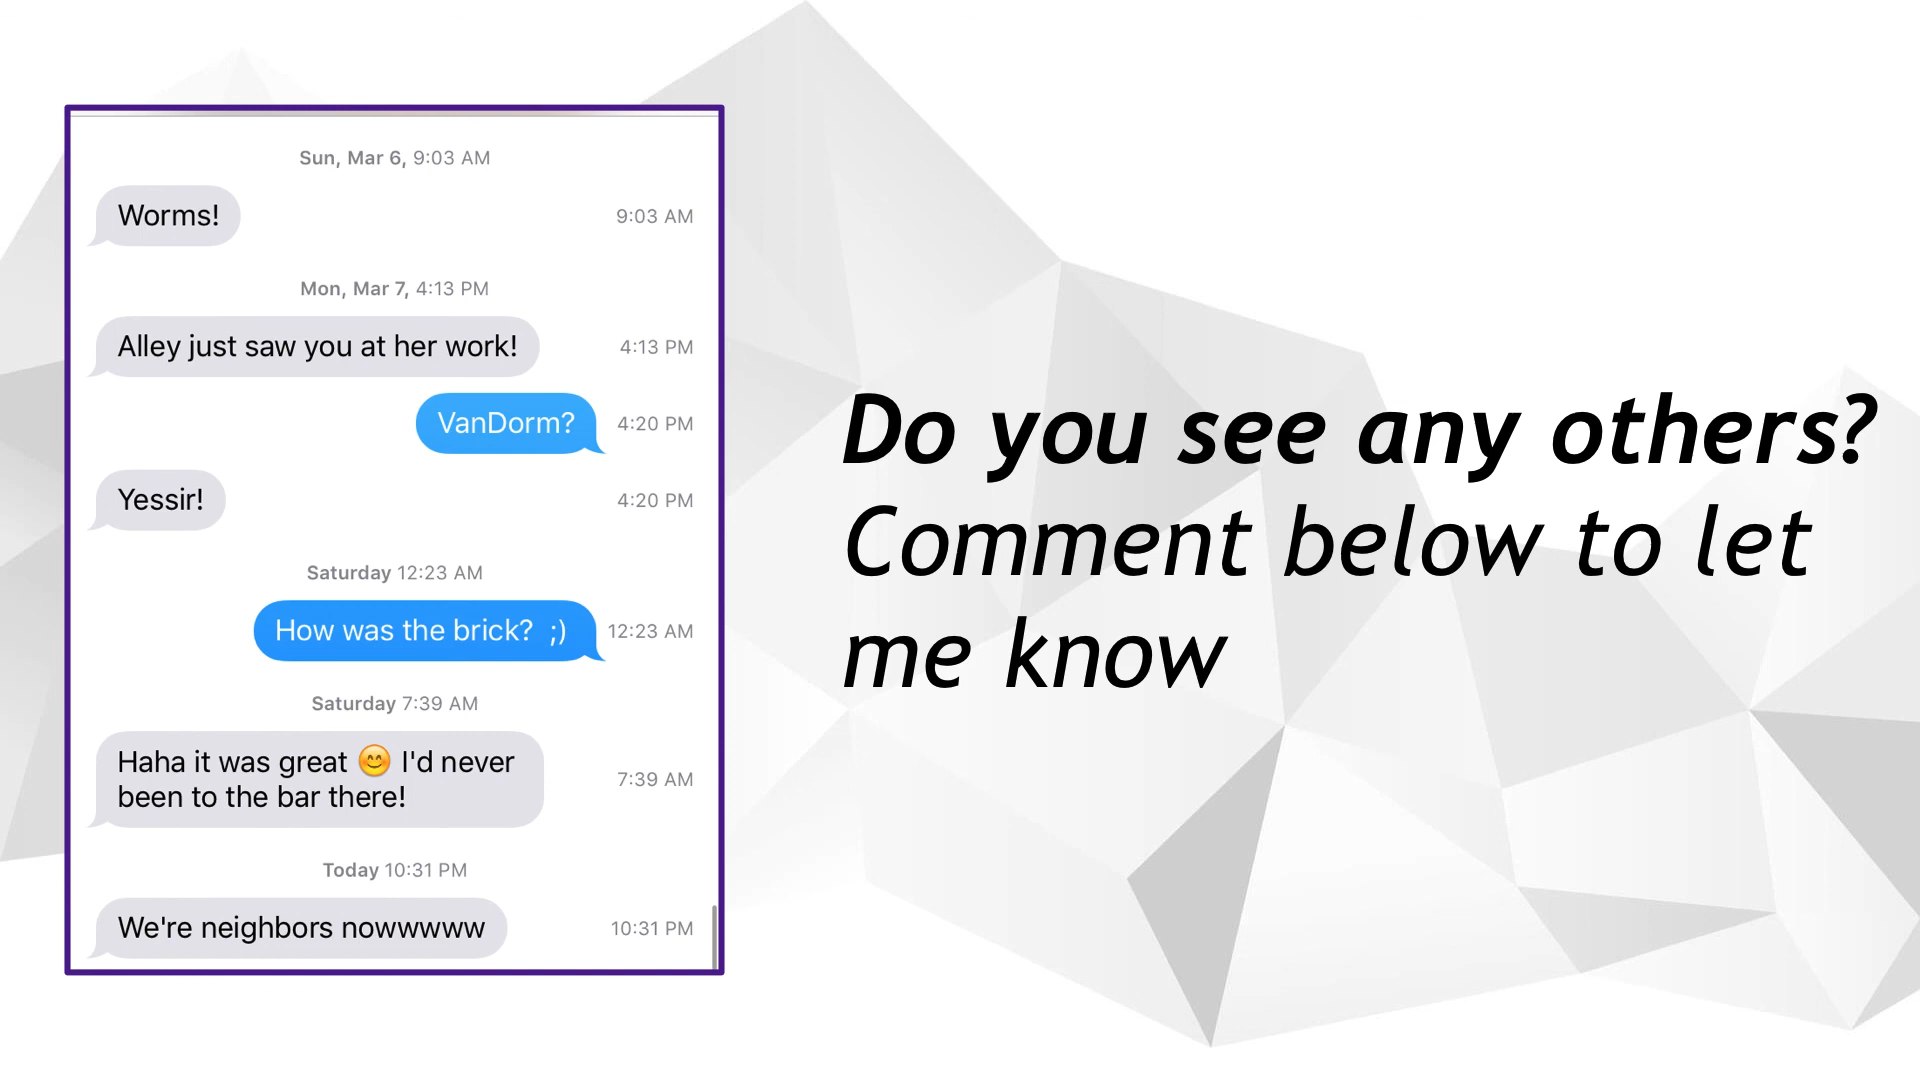 Sun, Mar 6, 9:03 AM
Worms! 9:03 AM
Mon, Mar 7, 4:13 PM
Alley just saw you at her work! 4:13 PM
VanDorm? 4:20 PM
Yessir! 4:20 PM
Saturday 12:23 AM
How was the brick? ;) 12:23 AM
Saturday 7:39 AM
Haha it was great 😊 I'd never
been to the bar there! 7:39 AM
Today 10:31 PM
We're neighbors nowwwww 10:31 PM
Do you see any others?
Comment below to let
me know